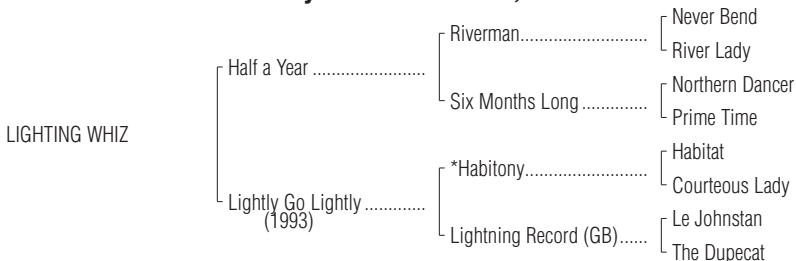 Never Bend
Riverman...........................
River Lady
Half a Year ........................
Northern Dancer
Six Months Long ..............
Prime Time
LIGHTING WHIZ
Habitat
*Habitony..........................
Courteous Lady
Lightly Go Lightly .............
(1993)
Le Johnstan
Lightning Record (GB)......
The Dupecat